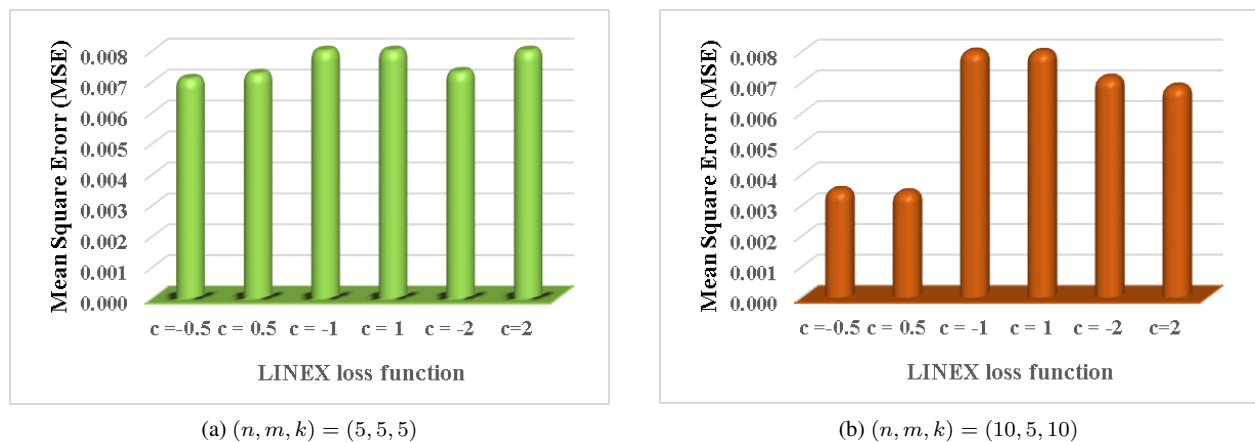 Mean Square Erorr (MSE)
0.008
0.007
0.006
0.005
0.004
0.003
0.002
0.001
0.000
c =-0.5 c = 0.5 c = -1 c = 1 c = -2 c=2
LINEX loss function
(a) (n, m, k) = (5, 5, 5)
Mean Square Erorr (MSE)
0.008
0.007
0.006
0.005
0.004
0.003
0.002
0.001
0.000
c =-0.5 c = 0.5 c = -1 c = 1 c = -2 c=2
LINEX loss function
(b) (n, m, k) = (10, 5, 10)